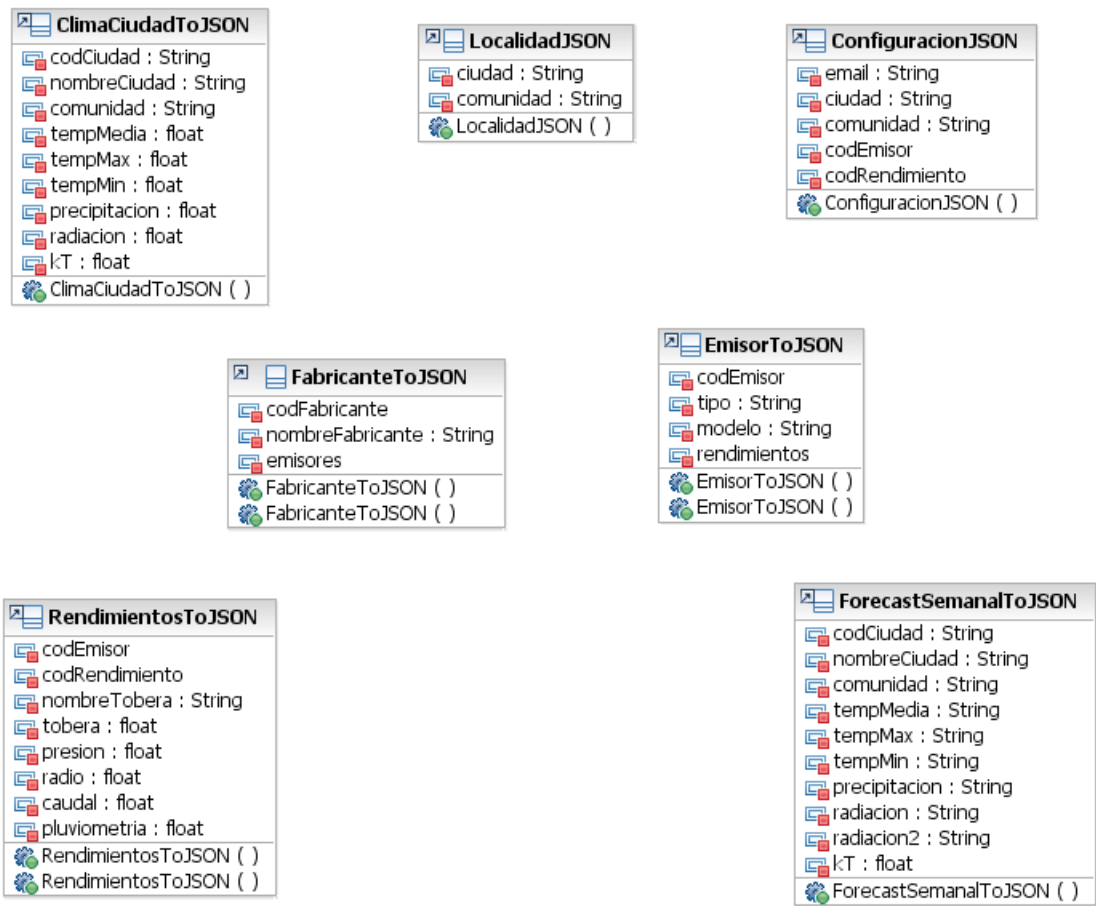 ClimaCiudadToJSON
codCiudad : String
nombreCiudad : String
comunidad : String
tempMedia : float
tempMax : float
tempMin : float
precipitacion : float
radiacion : float
kT : float
ClimaCiudadToJSON ( )
LocalidadJSON
ciudad : String
comunidad : String
LocalidadJSON ( )
ConfiguracionJSON
email : String
ciudad : String
comunidad : String
codEmisor
codRendimiento
ConfiguracionJSON ( )
FabricanteToJSON
codFabricante
nombreFabricante : String
emisores
FabricanteToJSON ( )
FabricanteToJSON ( )
EmisorToJSON
codEmisor
tipo : String
modelo : String
rendimientos
EmisorToJSON ( )
EmisorToJSON ( )
RendimientosToJSON
codEmisor
codRendimiento
nombreTobera : String
tobera : float
presion : float
radio : float
caudal : float
pluviometria : float
RendimientosToJSON ( )
RendimientosToJSON ( )
ForecastSemanalToJSON
codCiudad : String
nombreCiudad : String
comunidad : String
tempMedia : String
tempMax : String
tempMin : String
precipitacion : String
radiacion : String
radiacion2 : String
kT : float
ForecastSemanalToJSON ( )